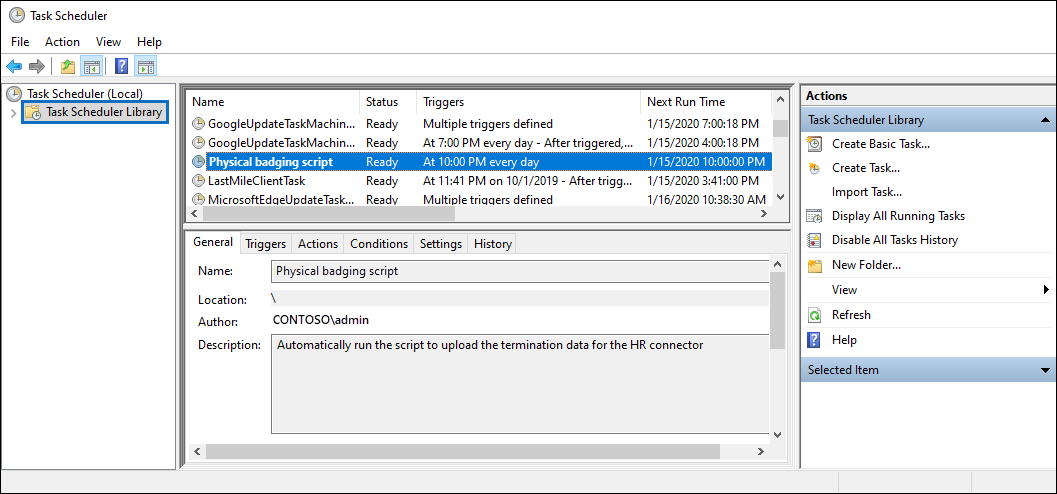 Task Scheduler
File Action View Help
Task Scheduler (Local)
Task Scheduler Library
Name Status Triggers Next Run Time
GoogleUpdateTaskMachin... Ready Multiple triggers defined 1/15/2020 7:00:18 PM
GoogleUpdateTaskMachin... Ready At 7:00 PM every day - After triggered,... 1/15/2020 4:00:18 PM
Physical badging script Ready At 10:00 PM every day 1/15/2020 10:00:00 PM
LastMileClientTask Ready At 11:41 PM on 10/1/2019 - After trigg... 1/15/2020 3:41:00 PM
MicrosoftEdgeUpdateTask... Ready Multiple triggers defined 1/16/2020 10:38:30 AM
General Triggers Actions Conditions Settings History
Name: Physical badging script
Location: \
Author: CONTOSO\admin
Description: Automatically run the script to upload the termination data for the HR connector
Actions
Task Scheduler Library
Create Basic Task...
Create Task...
Import Task...
Display All Running Tasks
Disable All Tasks History
New Folder...
View
Refresh
Help
Selected Item